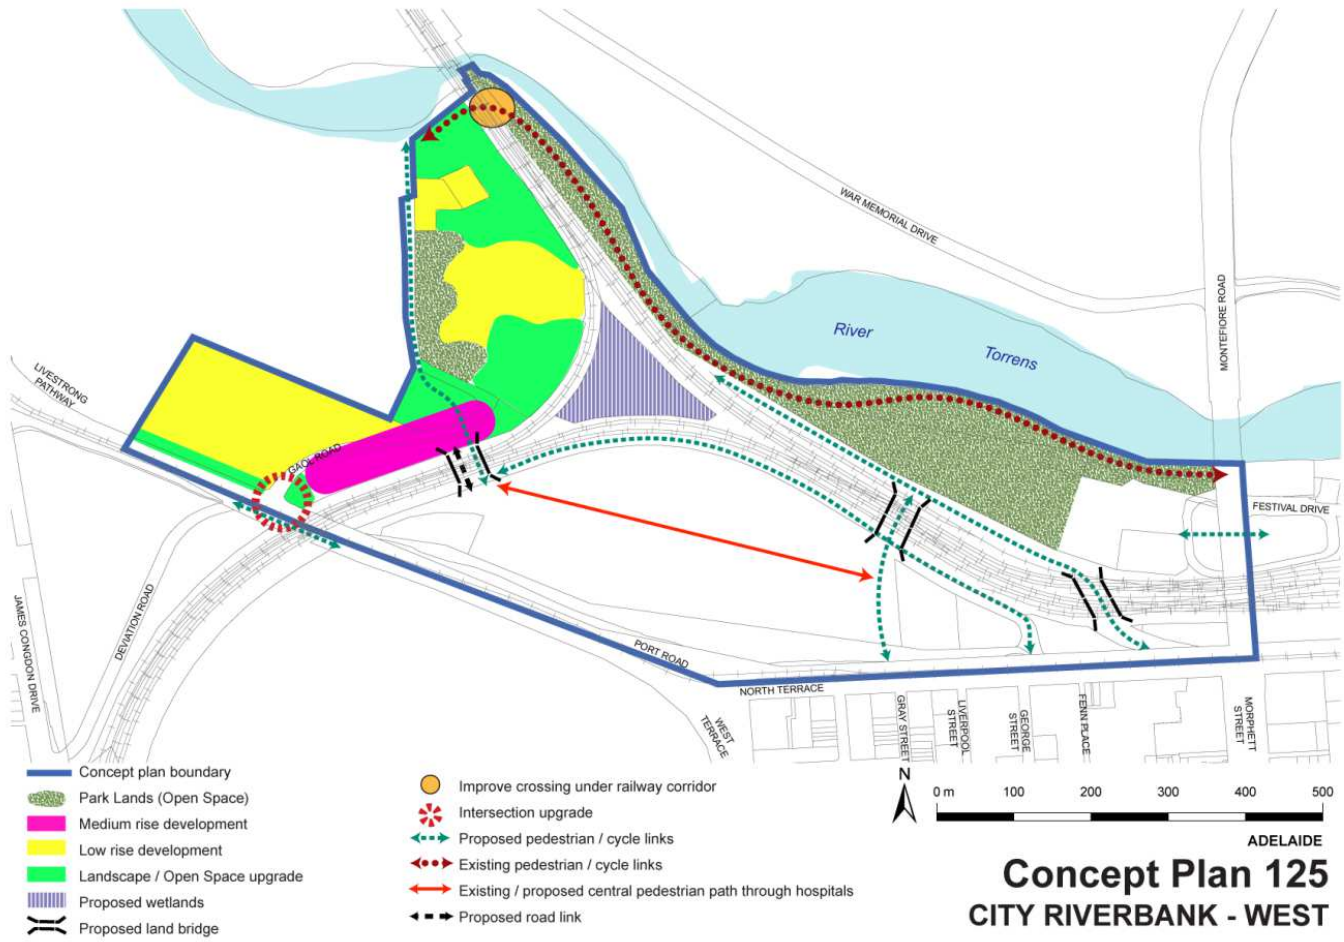 WAR MEMORIAL DRIVE
MONTEFIORE ROAD
River
Torrens
LIVESTRONG
PATHWAY
GAOL ROAD
FESTIVAL DRIVE
JAMES CONGDON DRIVE
DEVIATION ROAD
PORT ROAD
NORTH TERRACE
WEST
TERRACE
GRAY STREET
LIVERPOOL
STREET
GEORGE
STREET
FENN PLACE
MORPHETT
STREET
Concept plan boundary
Park Lands (Open Space)
Medium rise development
Low rise development
Landscape / Open Space upgrade
Proposed wetlands
Proposed land bridge
Improve crossing under railway corridor
Intersection upgrade
Proposed pedestrian / cycle links
Existing pedestrian / cycle links
Existing / proposed central pedestrian path through hospitals
Proposed road link
N
0 m 100 200 300 400 500
ADELAIDE
Concept Plan 125
CITY RIVERBANK - WEST